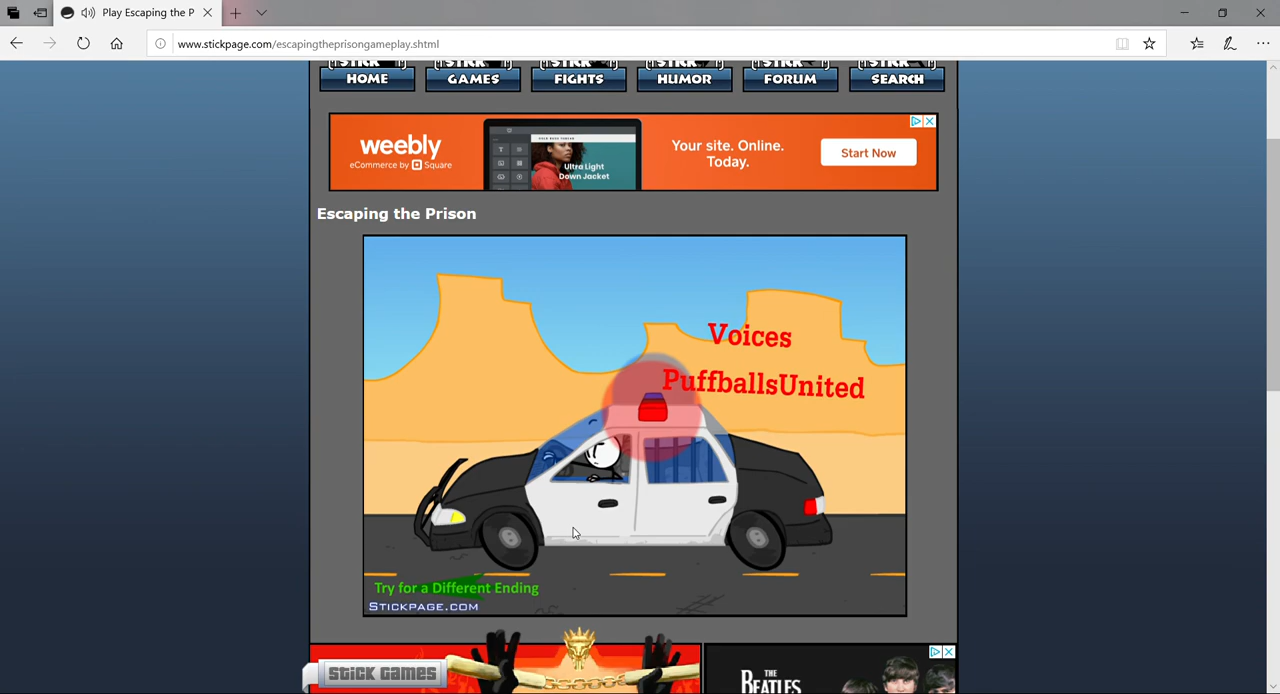 Play Escaping the P
www.stickpage.com/escapingtheprisongameplay.shtml
HOME
GAMES
FIGHTS
HUMOR
FORUM
SEARCH
weebly
eCommerce by Square
Ultra Light
Down Jacket
Your site. Online.
Today.
Start Now
Escaping the Prison
Voices
PuffballsUnited
Try for a Different Ending
STICKPAGE.COM
STICK GAMES
THE
BEATLES